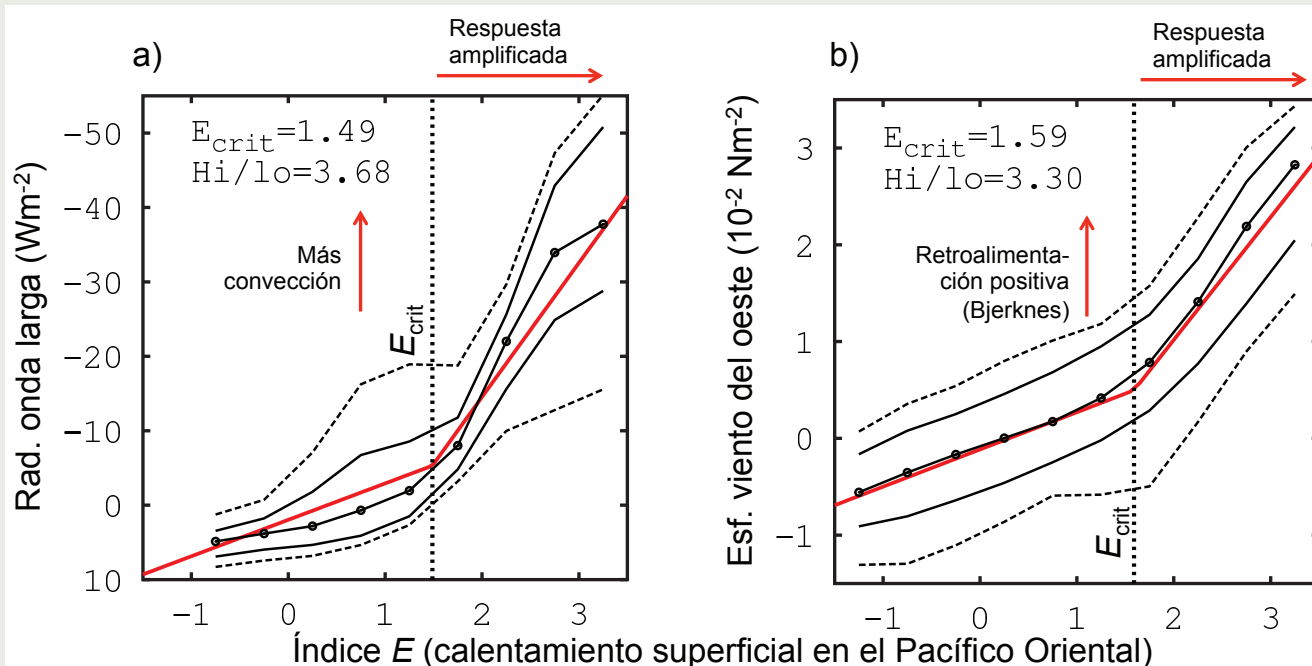 a)
Respuesta
amplificada
E_crit=1.49
Hi/lo=3.68
Más
convección
E_crit
Rad. onda larga (Wm⁻²)
−50
−40
−30
−20
−10
0
10
−1 0 1 2 3
b)
Respuesta
amplificada
E_crit=1.59
Hi/lo=3.30
Retroalimenta-
ción positiva
(Bjerknes)
E_crit
Esf. viento del oeste (10⁻² Nm⁻²)
3
2
1
0
−1
−1 0 1 2 3
Índice E (calentamiento superficial en el Pacífico Oriental)